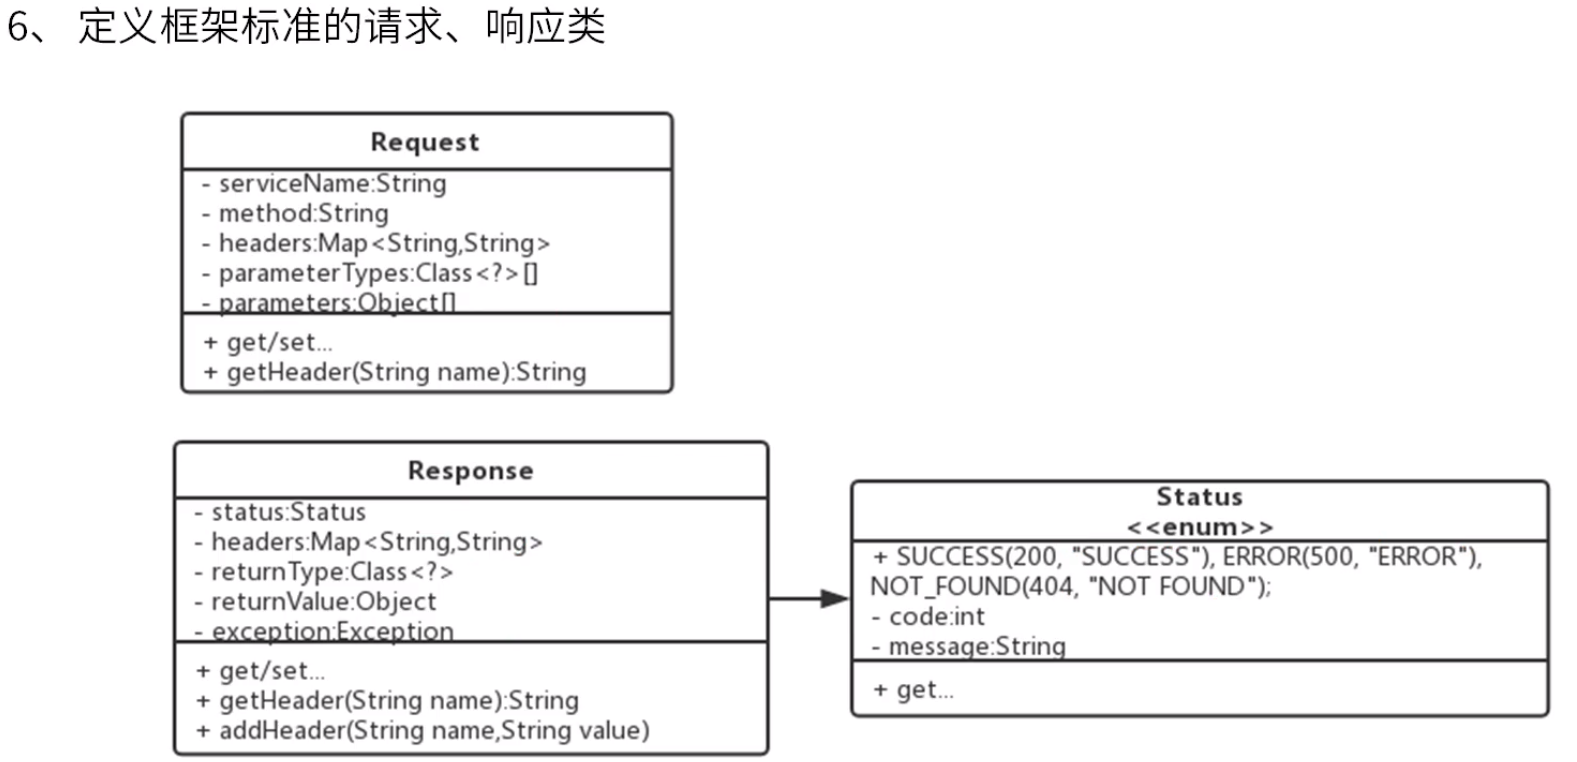 6、 定义框架标准的请求、响应类
Request
- serviceName:String
- method:String
- headers:Map<String,String>
- parameterTypes:Class<?>[]
- parameters:Object[]
+ get/set...
+ getHeader(String name):String
Response
- status:Status
- headers:Map<String,String>
- returnType:Class<?>
- returnValue:Object
- exception:Exception
+ get/set...
+ getHeader(String name):String
+ addHeader(String name,String value)
Status
<<enum>>
+ SUCCESS(200, "SUCCESS"), ERROR(500, "ERROR"),
NOT_FOUND(404, "NOT FOUND");
- code:int
- message:String
+ get...